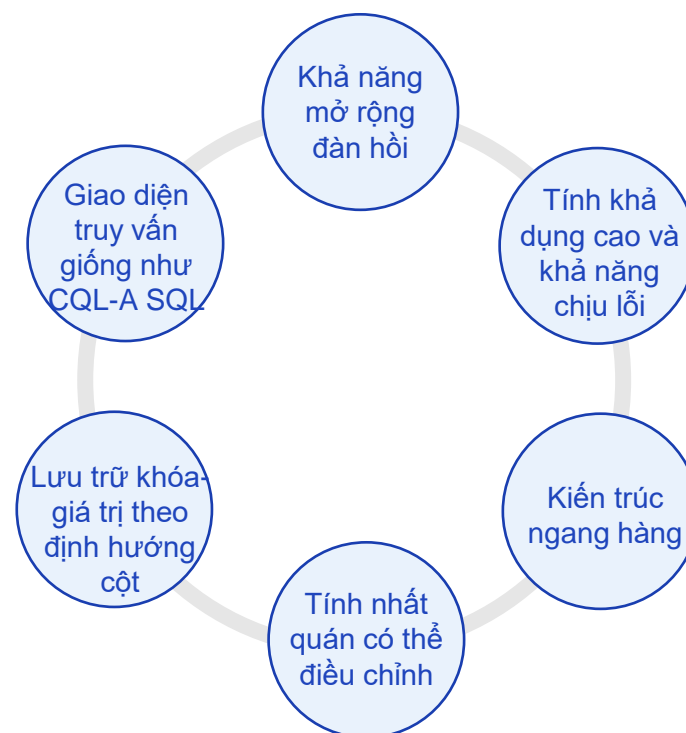 Khả năng
mở rộng
đàn hồi
Tính khả
dụng cao và
khả năng
chịu lỗi
Kiến trúc
ngang hàng
Tính nhất
quán có thể
điều chỉnh
Lưu trữ khóa-
giá trị theo
định hướng
cột
Giao diện
truy vấn
giống như
CQL-A SQL